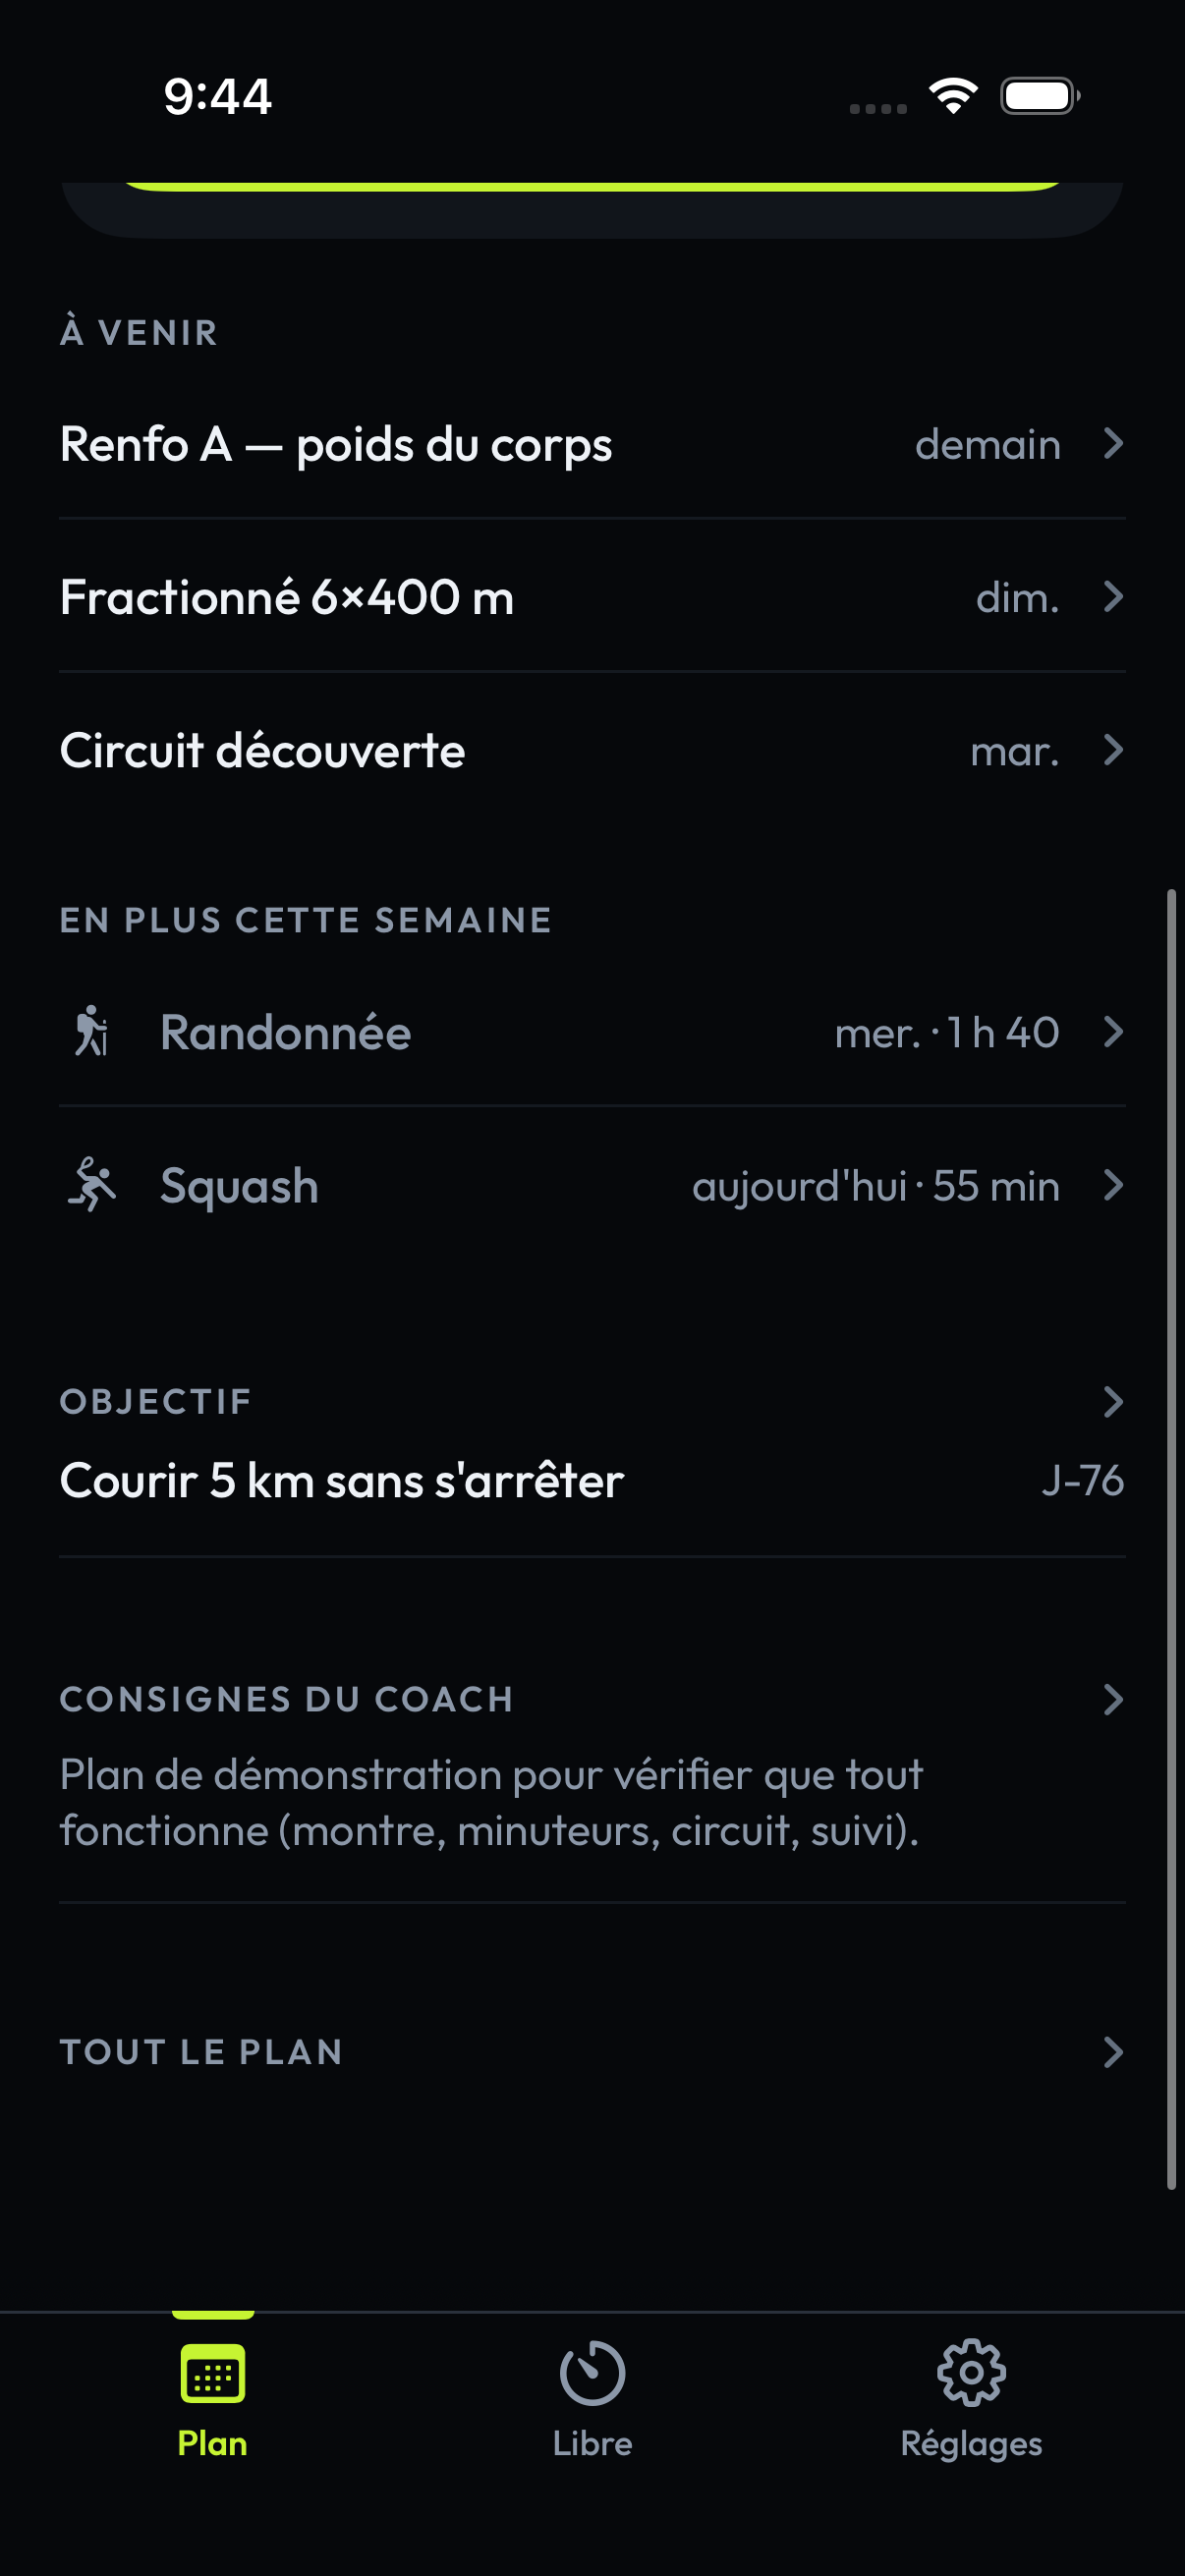 9:44
À VENIR
Renfo A — poids du corps demain
Fractionné 6×400 m dim.
Circuit découverte mar.
EN PLUS CETTE SEMAINE
Randonnée mer. · 1 h 40
Squash aujourd'hui · 55 min
OBJECTIF
Courir 5 km sans s'arrêter J-76
CONSIGNES DU COACH
Plan de démonstration pour vérifier que tout
fonctionne (montre, minuteurs, circuit, suivi).
TOUT LE PLAN
Plan Libre Réglages